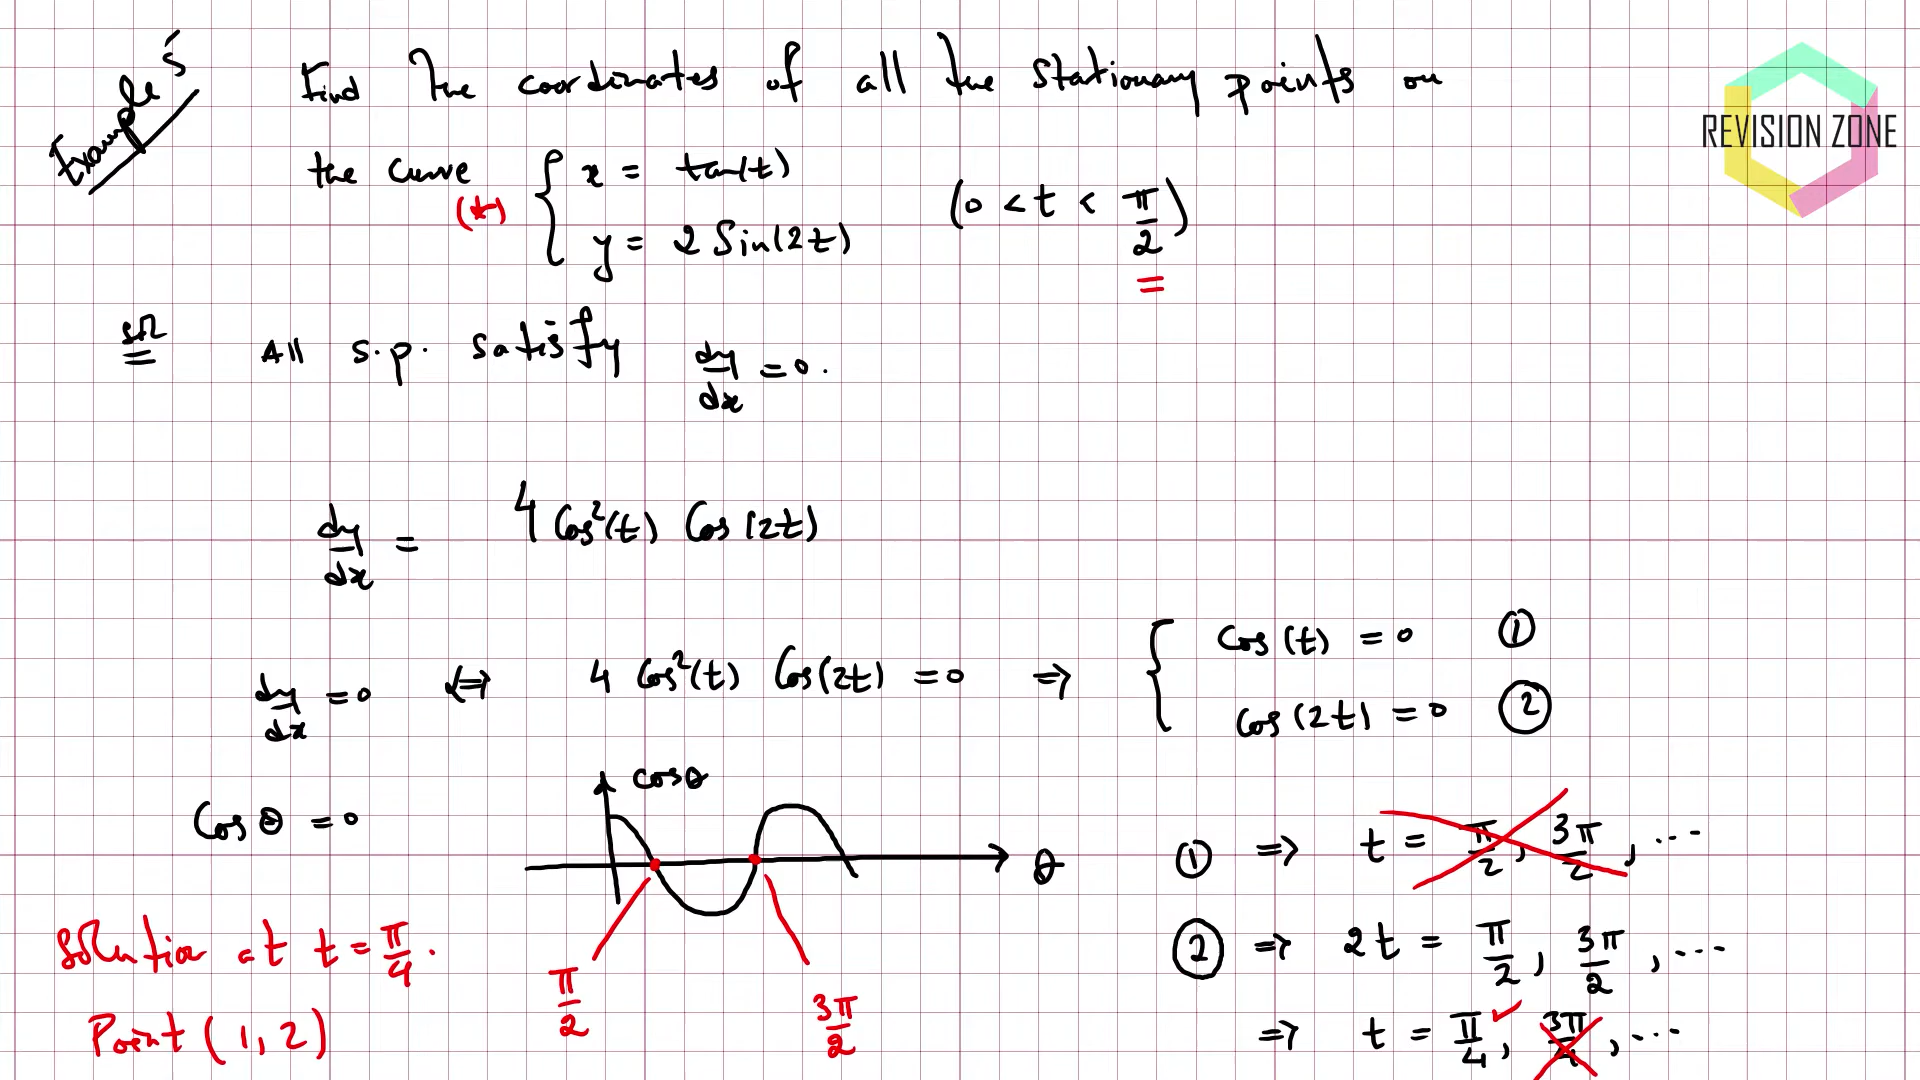 Example 5
Find the coordinates of all the stationary points on
REVISION ZONE
the curve (*) { x = tan(t)
y = 2 Sin(2t)
(0 < t < π/2)
All s.p. satisfy dy/dx = 0.
dy/dx = 4 Cos²(t) Cos(2t)
dy/dx = 0 ⇔ 4 Cos²(t) Cos(2t) = 0 ⇒ { Cos(t) = 0 ①
Cos(2t) = 0 ②
Cos θ = 0
cos θ
θ
π/2
3π/2
① ⇒ t = π/2, 3π/2, ...
② ⇒ 2t = π/2, 3π/2, ...
⇒ t = π/4 ✓, 3π/4, ...
Solution at t = π/4.
Point (1, 2)